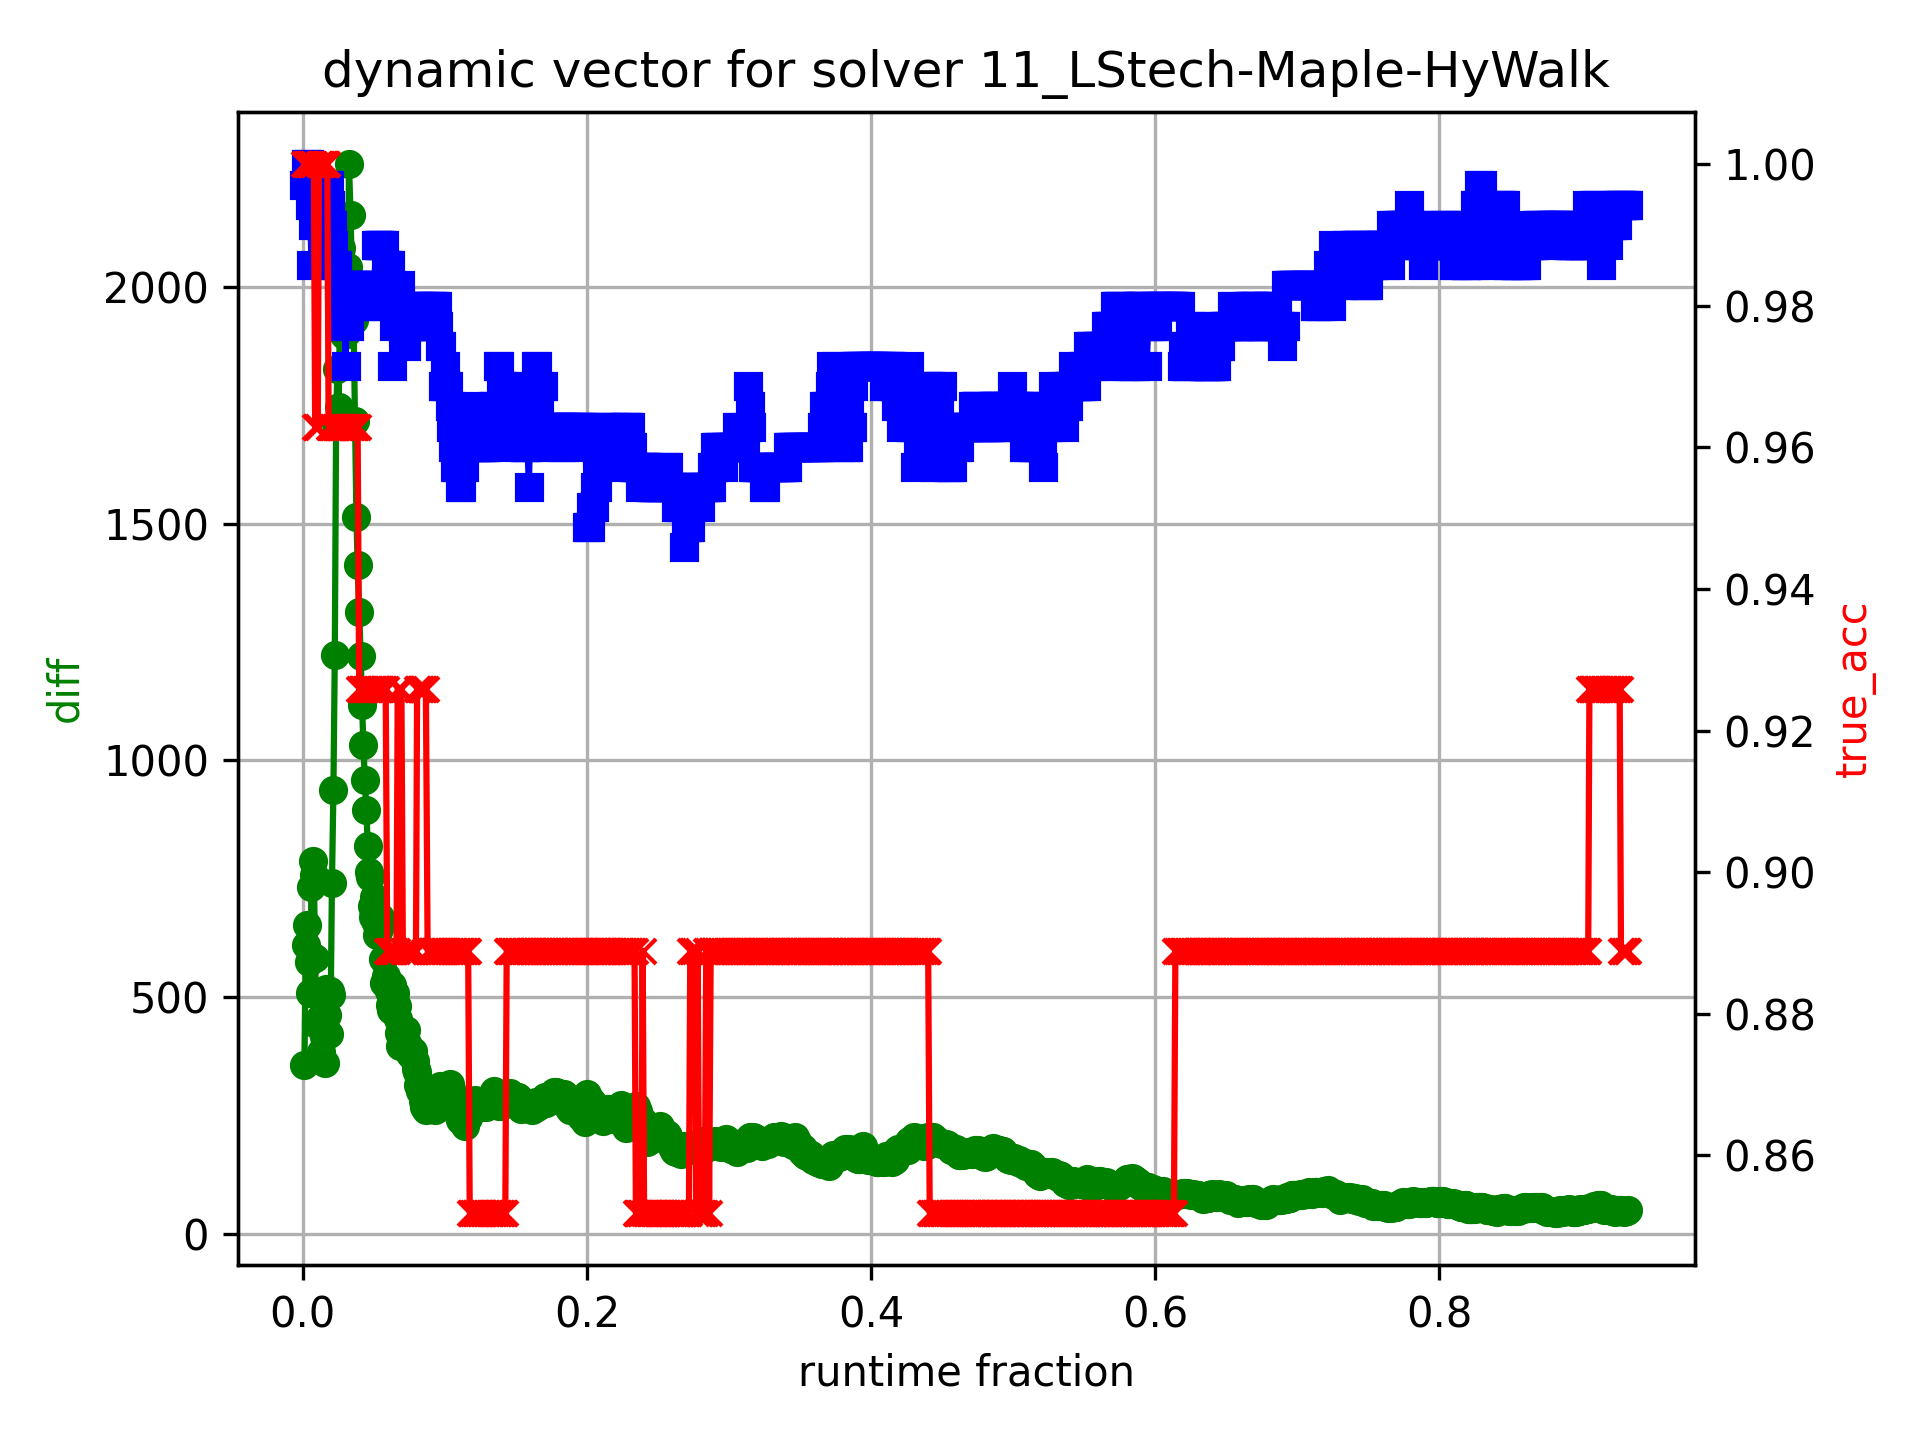 dynamic vector for solver 11_LStech-Maple-HyWalk
2000
1500
1000
500
0
diff
1.00
0.98
0.96
0.94
0.92
0.90
0.88
0.86
true_acc
0.0 0.2 0.4 0.6 0.8
runtime fraction